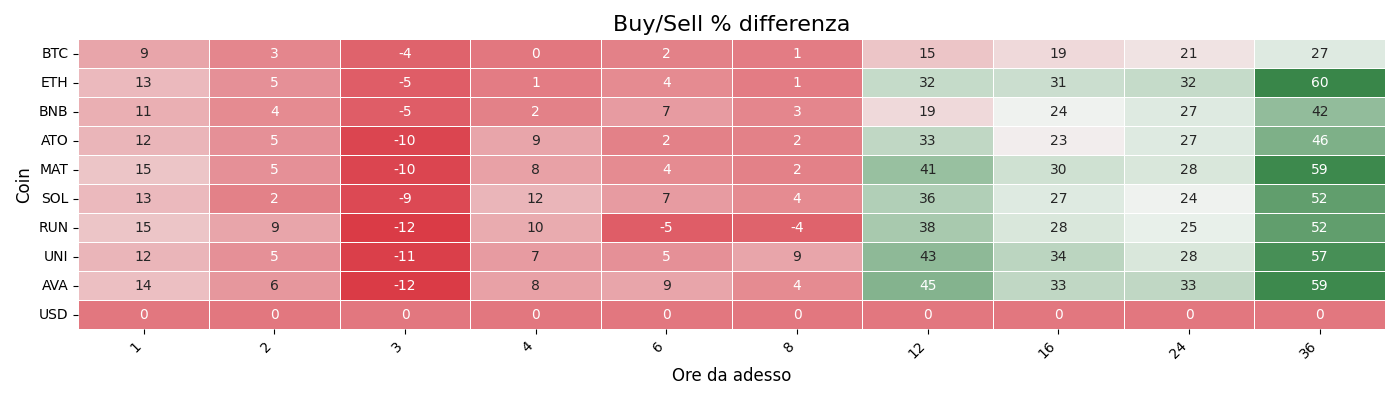 Buy/Sell % differenza
Coin
BTC 9 3 -4 0 2 1 15 19 21 27
ETH 13 5 -5 1 4 1 32 31 32 60
BNB 11 4 -5 2 7 3 19 24 27 42
ATO 12 5 -10 9 2 2 33 23 27 46
MAT 15 5 -10 8 4 2 41 30 28 59
SOL 13 2 -9 12 7 4 36 27 24 52
RUN 15 9 -12 10 -5 -4 38 28 25 52
UNI 12 5 -11 7 5 9 43 34 28 57
AVA 14 6 -12 8 9 4 45 33 33 59
USD 0 0 0 0 0 0 0 0 0 0
1 2 3 4 6 8 12 16 24 36
Ore da adesso